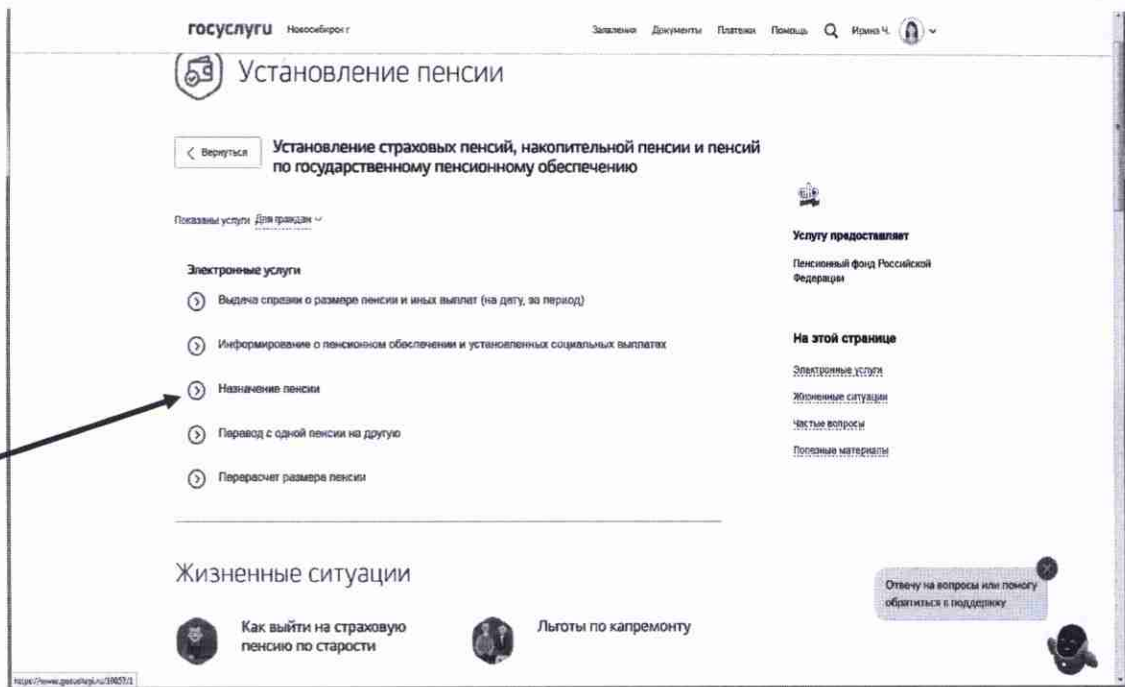 госуслуги Новосибирск
Заявления Документы Платежи Помощь Ирина Ч.
Установление пенсии
Вернуться
Установление страховых пенсий, накопительной пенсии и пенсий
по государственному пенсионному обеспечению
Показаны услуги Для граждан
Электронные услуги
Выдача справки о размере пенсии и иных выплат (на дату, за период)
Информирование о пенсионном обеспечении и установленных социальных выплатах
Назначение пенсии
Перевод с одной пенсии на другую
Перерасчет размера пенсии
Услугу предоставляет
Пенсионный фонд Российской
Федерации
На этой странице
Электронные услуги
Жизненные ситуации
Частые вопросы
Полезные материалы
Жизненные ситуации
Как выйти на страховую
пенсию по старости
Льготы по капремонту
Отвечу на вопросы или помогу
обратиться в поддержку